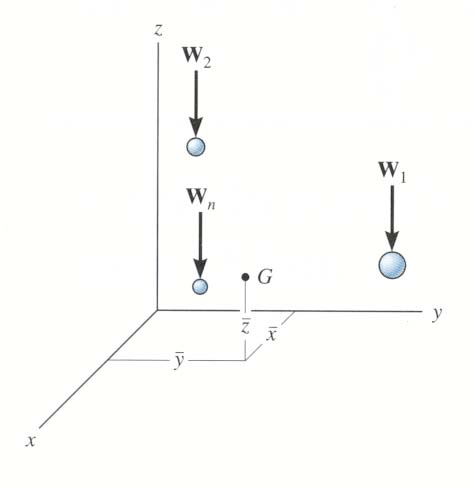 z
W₂
W₁
Wₙ
G
y
z̄
x̄
ȳ
x